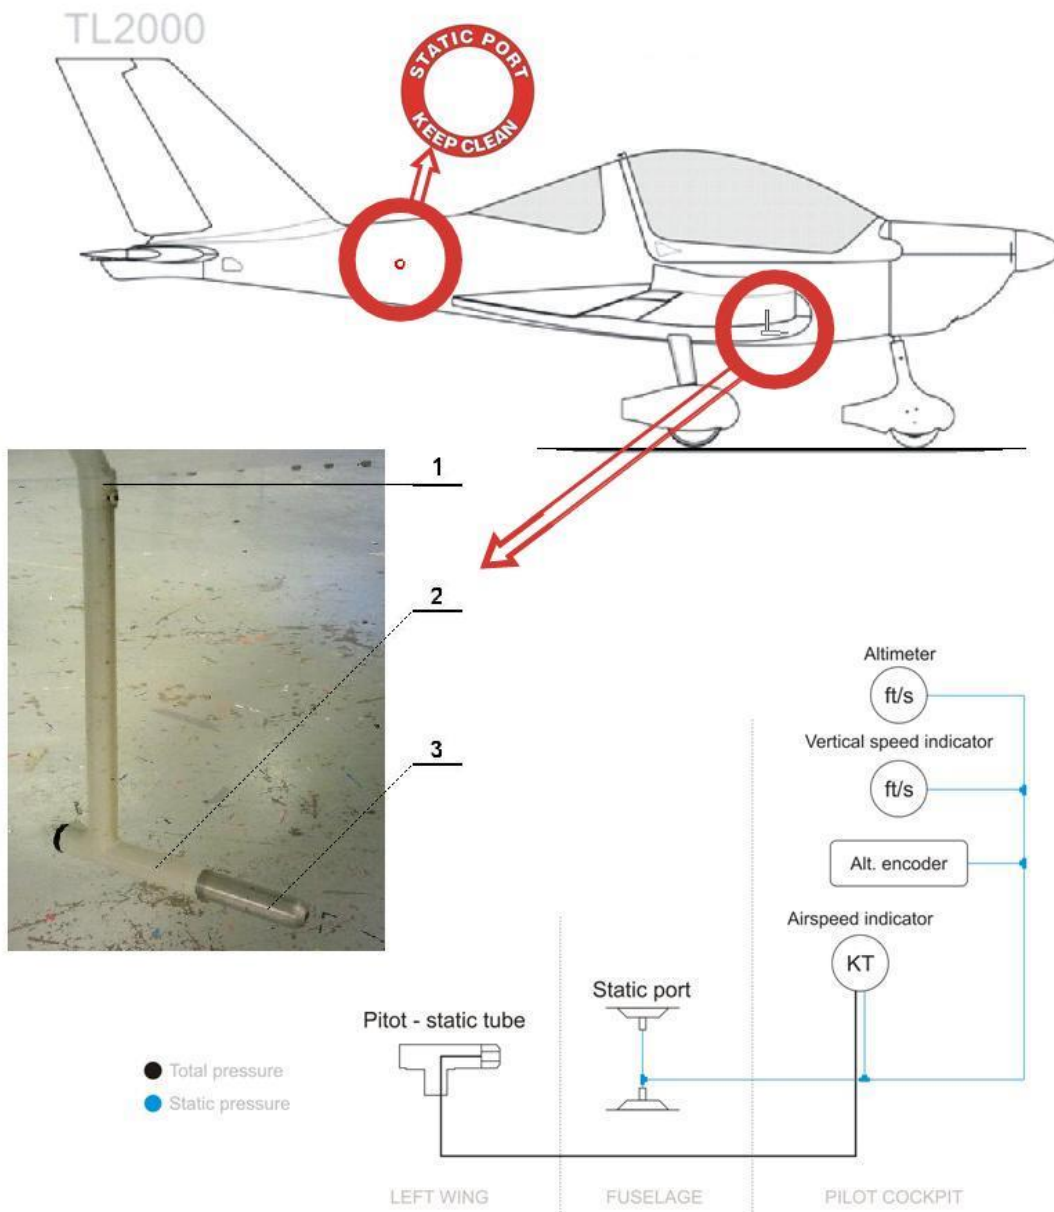 TL2000
STATIC PORT
KEEP CLEAN
1
2
3
Altimeter
ft/s
Vertical speed indicator
ft/s
Alt. encoder
Airspeed indicator
KT
Static port
Pitot - static tube
Total pressure
Static pressure
LEFT WING
FUSELAGE
PILOT COCKPIT